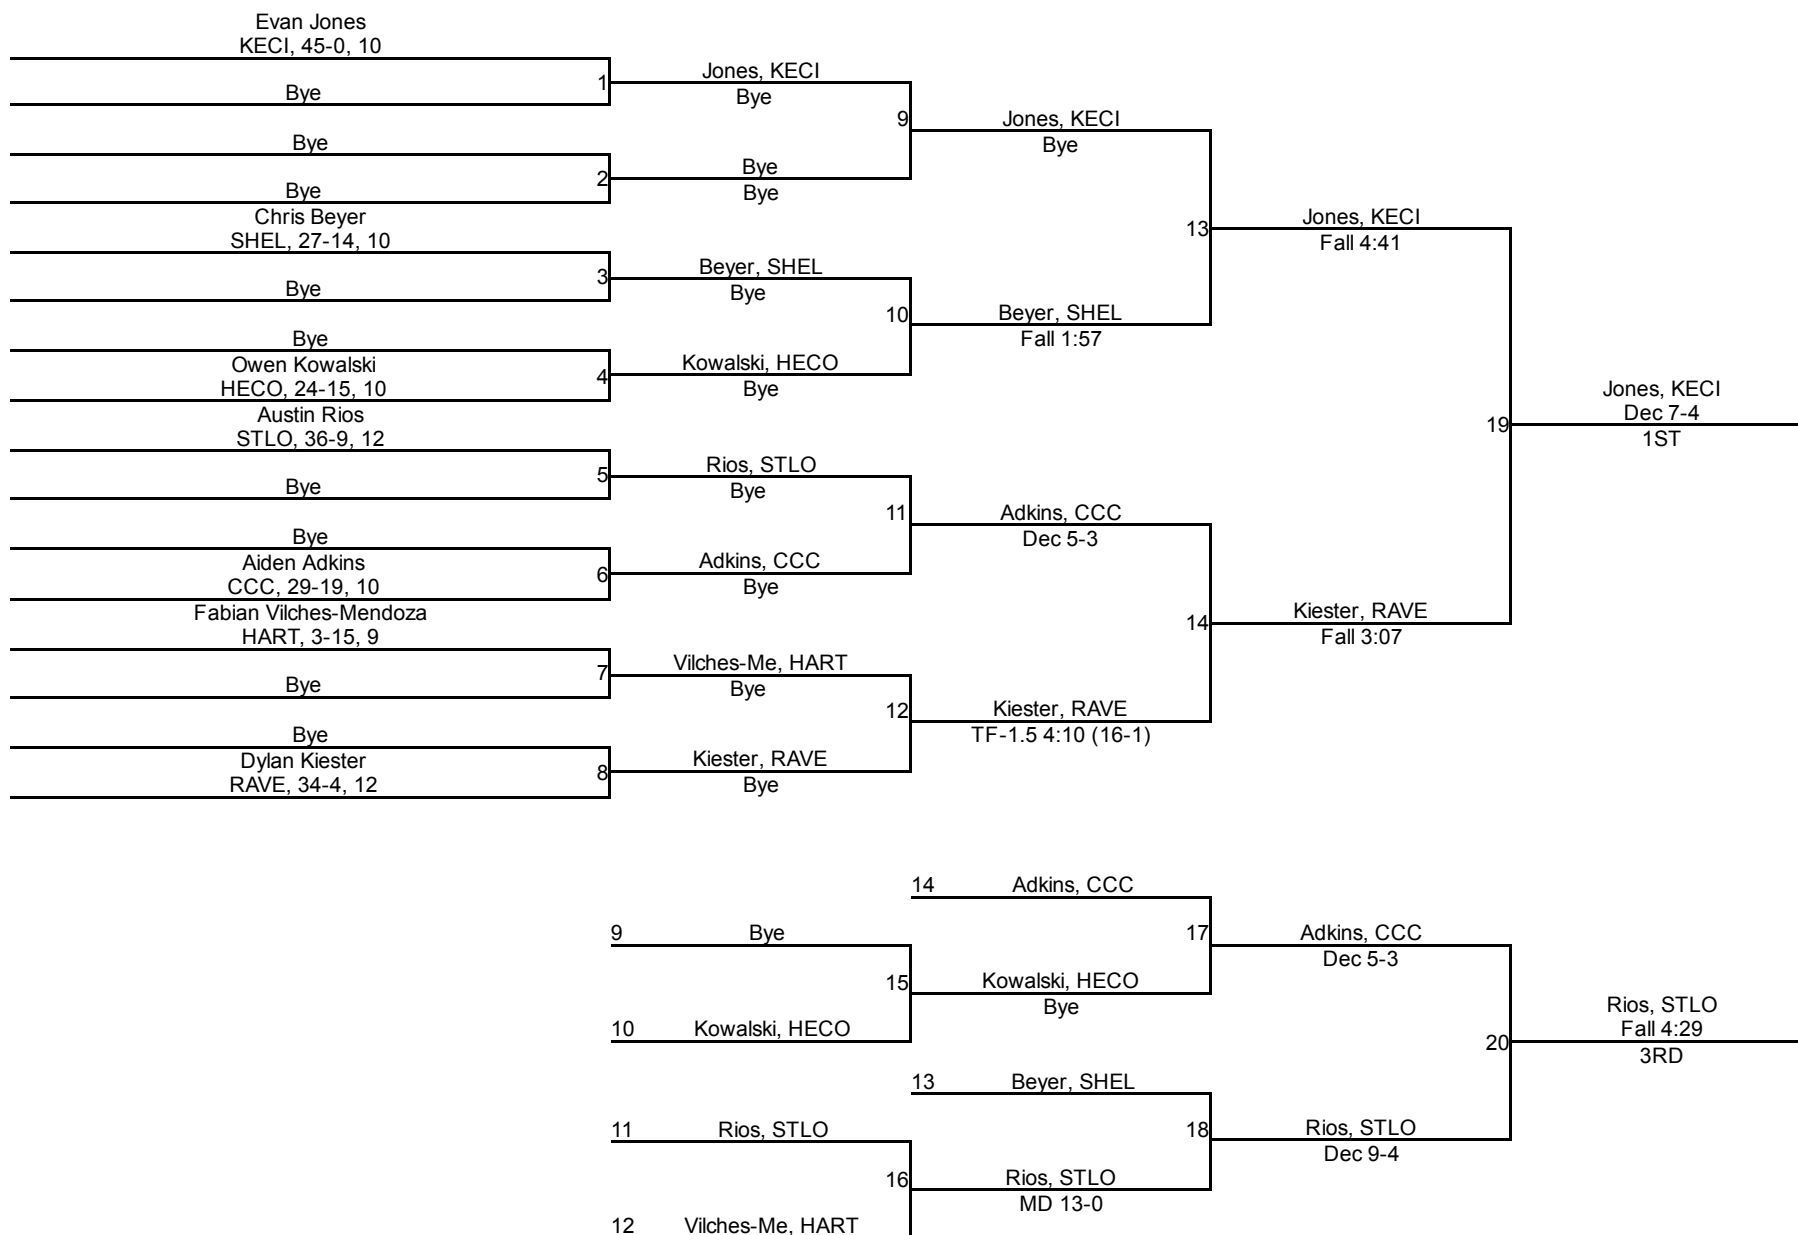 Evan Jones
KECI, 45-0, 10
1
Bye
Jones, KECI
Bye
9
Bye
2
Bye
Bye
Bye
Jones, KECI
Bye
13
Chris Beyer
SHEL, 27-14, 10
3
Bye
Beyer, SHEL
Bye
10
Bye
Owen Kowalski
HECO, 24-15, 10
4
Kowalski, HECO
Bye
Beyer, SHEL
Fall 1:57
Jones, KECI
Fall 4:41
19
Austin Rios
STLO, 36-9, 12
5
Bye
Rios, STLO
Bye
11
Bye
Aiden Adkins
CCC, 29-19, 10
6
Adkins, CCC
Bye
Adkins, CCC
Dec 5-3
14
Fabian Vilches-Mendoza
HART, 3-15, 9
7
Bye
Vilches-Me, HART
Bye
12
Bye
Dylan Kiester
RAVE, 34-4, 12
8
Kiester, RAVE
Bye
Kiester, RAVE
TF-1.5 4:10 (16-1)
Kiester, RAVE
Fall 3:07
Jones, KECI
Dec 7-4
1ST
14 Adkins, CCC
17
9 Bye
15
10 Kowalski, HECO
Kowalski, HECO
Bye
Adkins, CCC
Dec 5-3
20
13 Beyer, SHEL
18
11 Rios, STLO
16
12 Vilches-Me, HART
Rios, STLO
MD 13-0
Rios, STLO
Dec 9-4
Rios, STLO
Fall 4:29
3RD